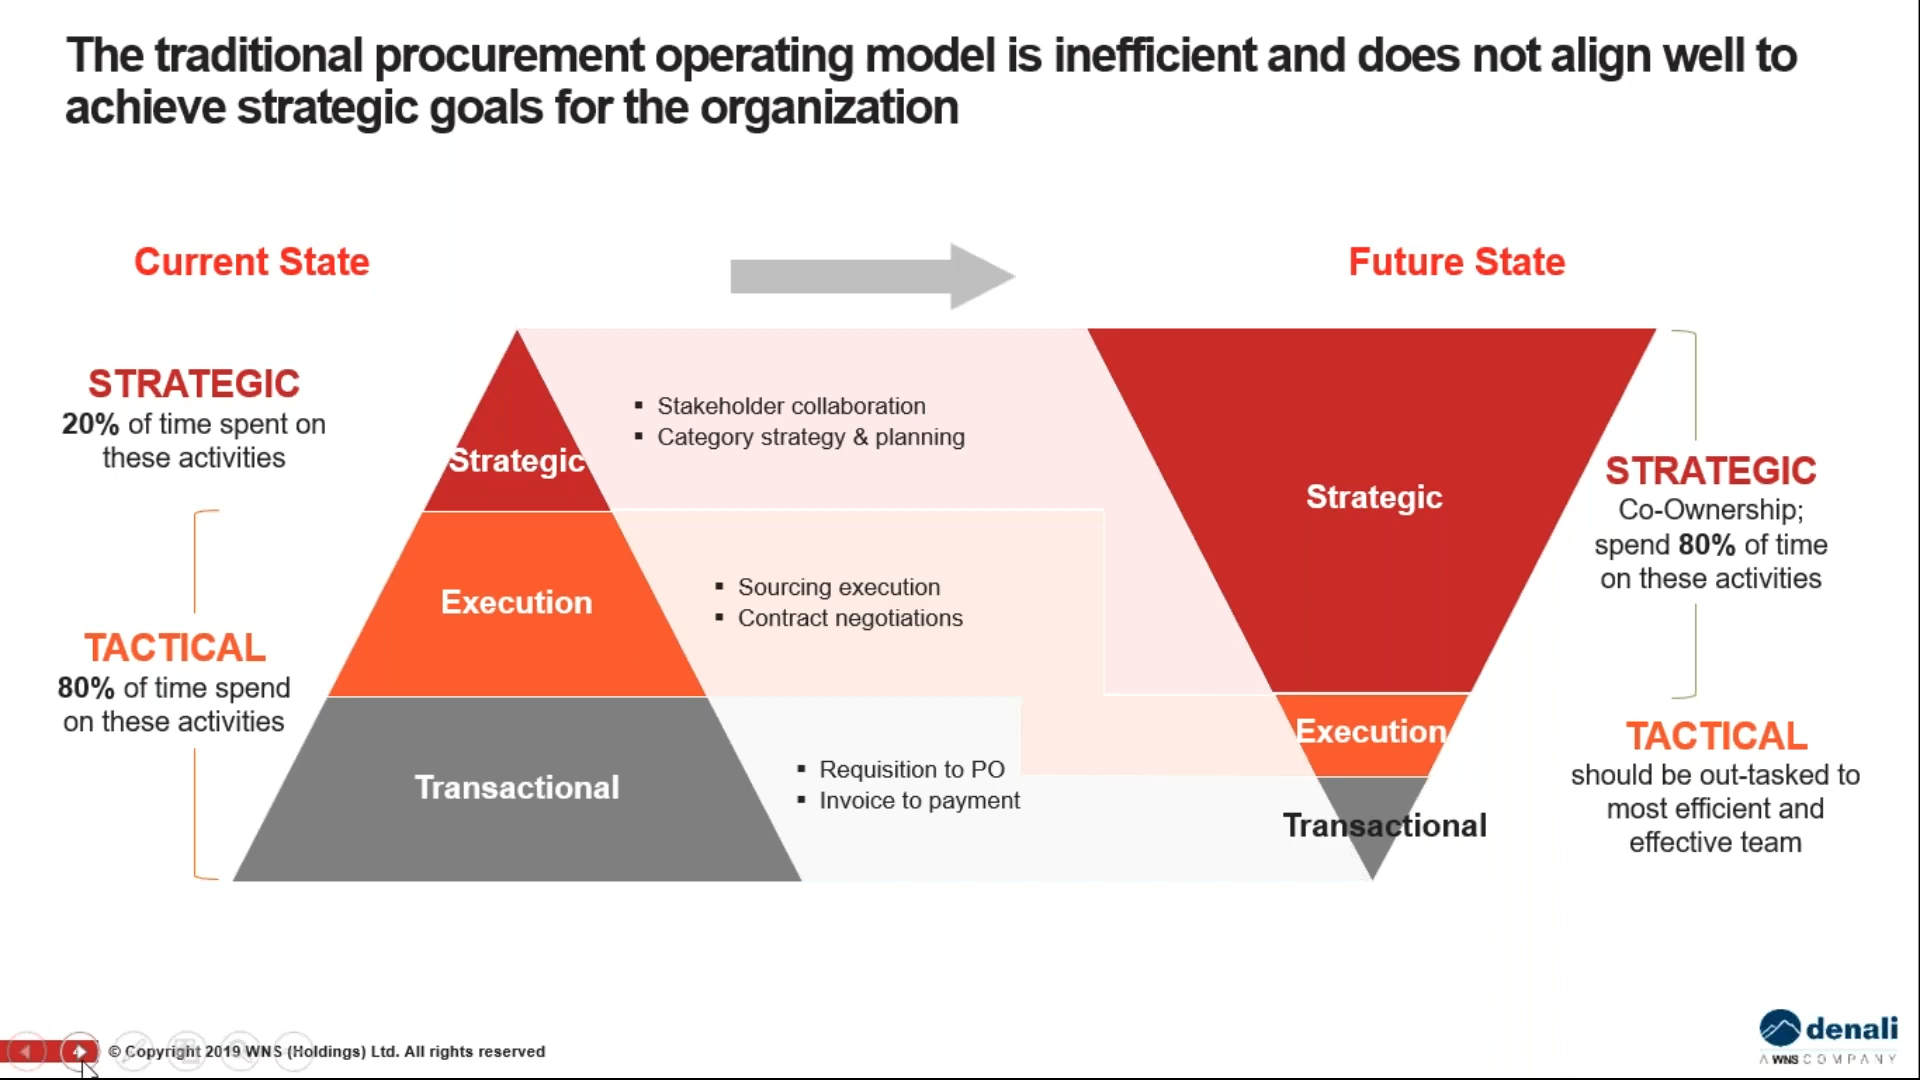 The traditional procurement operating model is inefficient and does not align well to
achieve strategic goals for the organization
Current State
Future State
STRATEGIC
20% of time spent on
these activities
TACTICAL
80% of time spend
on these activities
Strategic
Execution
Transactional
▪ Stakeholder collaboration
▪ Category strategy & planning
▪ Sourcing execution
▪ Contract negotiations
▪ Requisition to PO
▪ Invoice to payment
Strategic
Execution
Transactional
STRATEGIC
Co-Ownership;
spend 80% of time
on these activities
TACTICAL
should be out-tasked to
most efficient and
effective team
4
© Copyright 2019 WNS (Holdings) Ltd. All rights reserved
denali
A WNS COMPANY